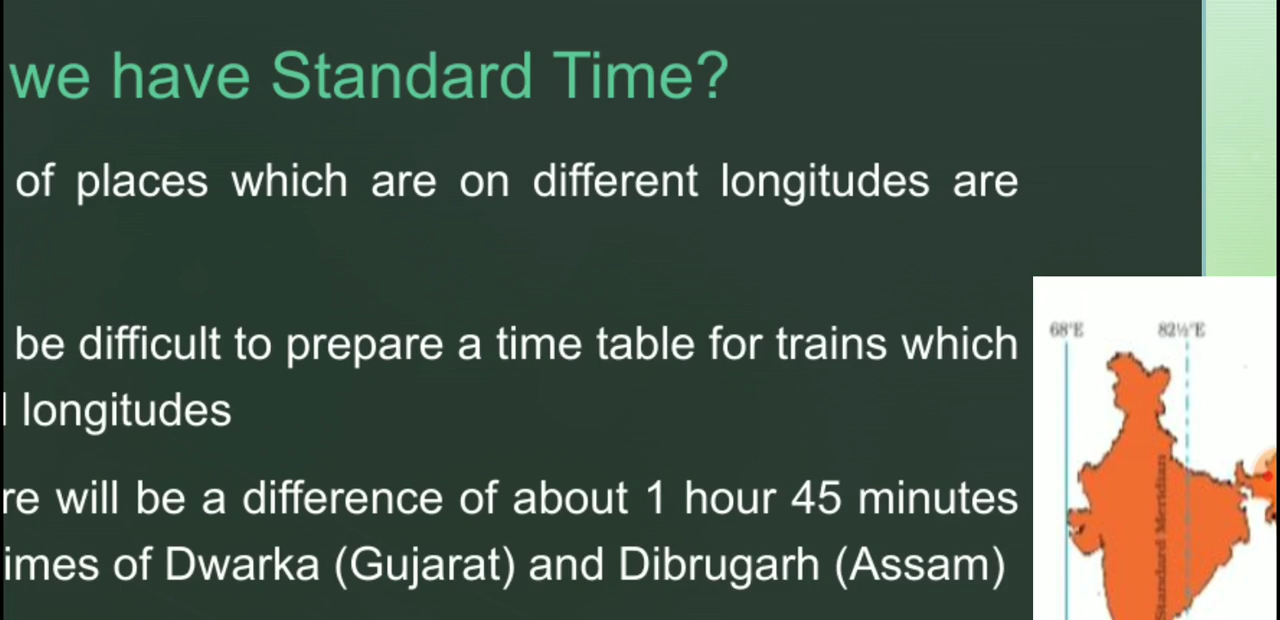 we have Standard Time?
of places which are on different longitudes are
be difficult to prepare a time table for trains which
l longitudes
re will be a difference of about 1 hour 45 minutes
imes of Dwarka (Gujarat) and Dibrugarh (Assam)
68°E
82½°E
Standard Meridian